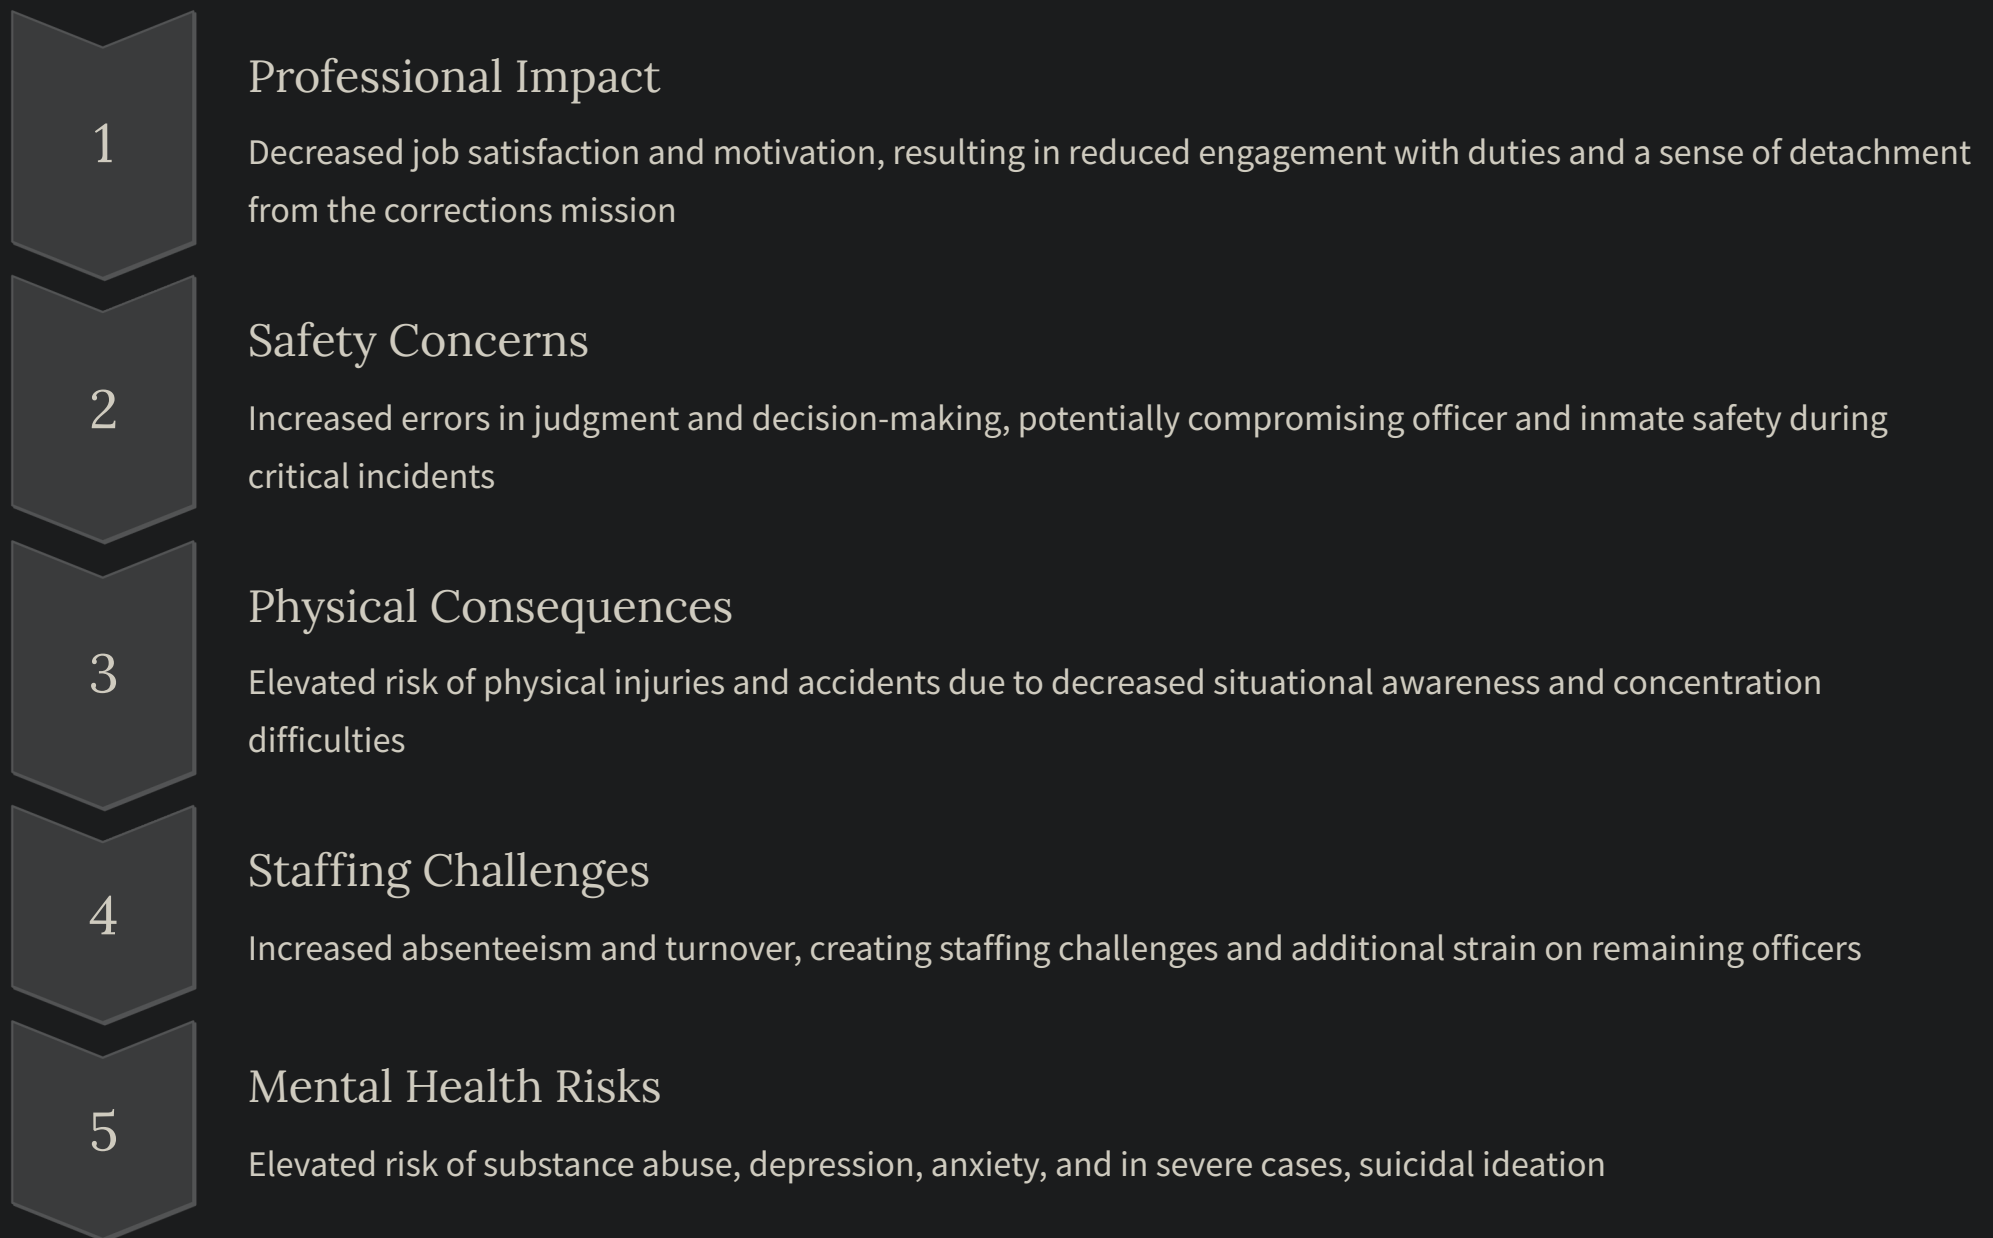 1
Professional Impact
Decreased job satisfaction and motivation, resulting in reduced engagement with duties and a sense of detachment
from the corrections mission
2
Safety Concerns
Increased errors in judgment and decision-making, potentially compromising officer and inmate safety during
critical incidents
3
Physical Consequences
Elevated risk of physical injuries and accidents due to decreased situational awareness and concentration
difficulties
4
Staffing Challenges
Increased absenteeism and turnover, creating staffing challenges and additional strain on remaining officers
5
Mental Health Risks
Elevated risk of substance abuse, depression, anxiety, and in severe cases, suicidal ideation